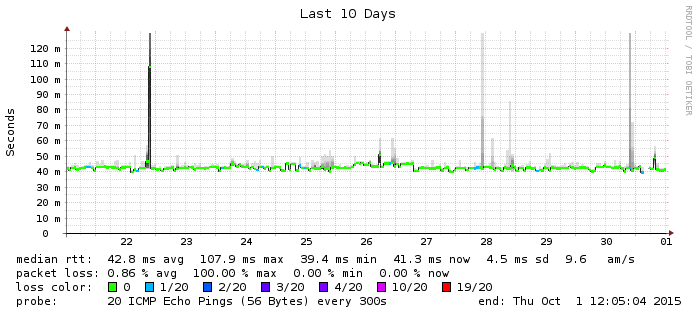 Last 10 Days
RRDTOOL / TOBI OETIKER
Seconds
120 m
110 m
100 m
90 m
80 m
70 m
60 m
50 m
40 m
30 m
20 m
10 m
0
22 23 24 25 26 27 28 29 30 01
median rtt: 42.8 ms avg 107.9 ms max 39.4 ms min 41.3 ms now 4.5 ms sd 9.6 am/s
packet loss: 0.86 % avg 100.00 % max 0.00 % min 0.00 % now
loss color: 0 1/20 2/20 3/20 4/20 10/20 19/20
probe: 20 ICMP Echo Pings (56 Bytes) every 300s end: Thu Oct 1 12:05:04 2015